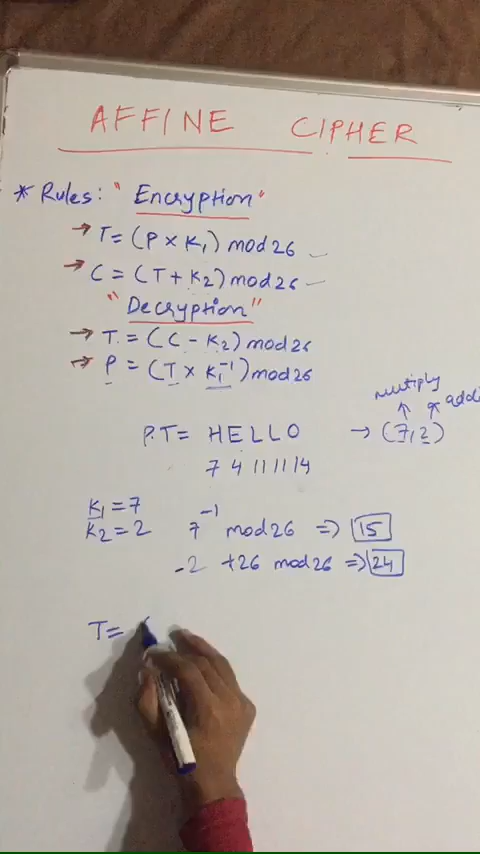 AFFINE CIPHER
* Rules: "Encryption"
→ T = (P × K₁) mod 26
→ C = (T + K₂) mod 26
"Decryption"
→ T = (C - K₂) mod 26
→ P = (T × K₁⁻¹) mod 26
multiply
P.T = HELLO → (7,2)
7 4 11 11 14
K₁ = 7
K₂ = 2
7⁻¹ mod 26 => 15
-2 +26 mod 26 => 24
T = (